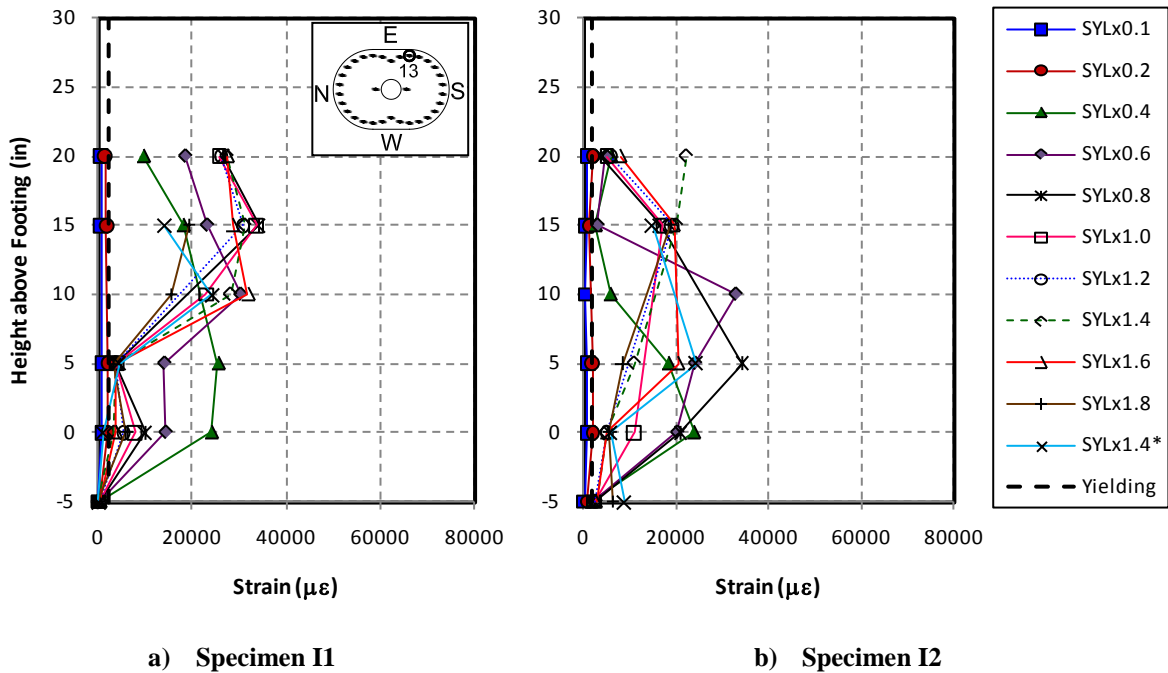 30
25
20
15
10
5
0
-5
Height above Footing (in)
0 20000 40000 60000 80000
Strain (με)
E
13
N S
W
a) Specimen I1
30
25
20
15
10
5
0
-5
0 20000 40000 60000 80000
Strain (με)
b) Specimen I2
SYLx0.1
SYLx0.2
SYLx0.4
SYLx0.6
SYLx0.8
SYLx1.0
SYLx1.2
SYLx1.4
SYLx1.6
SYLx1.8
SYLx1.4*
Yielding